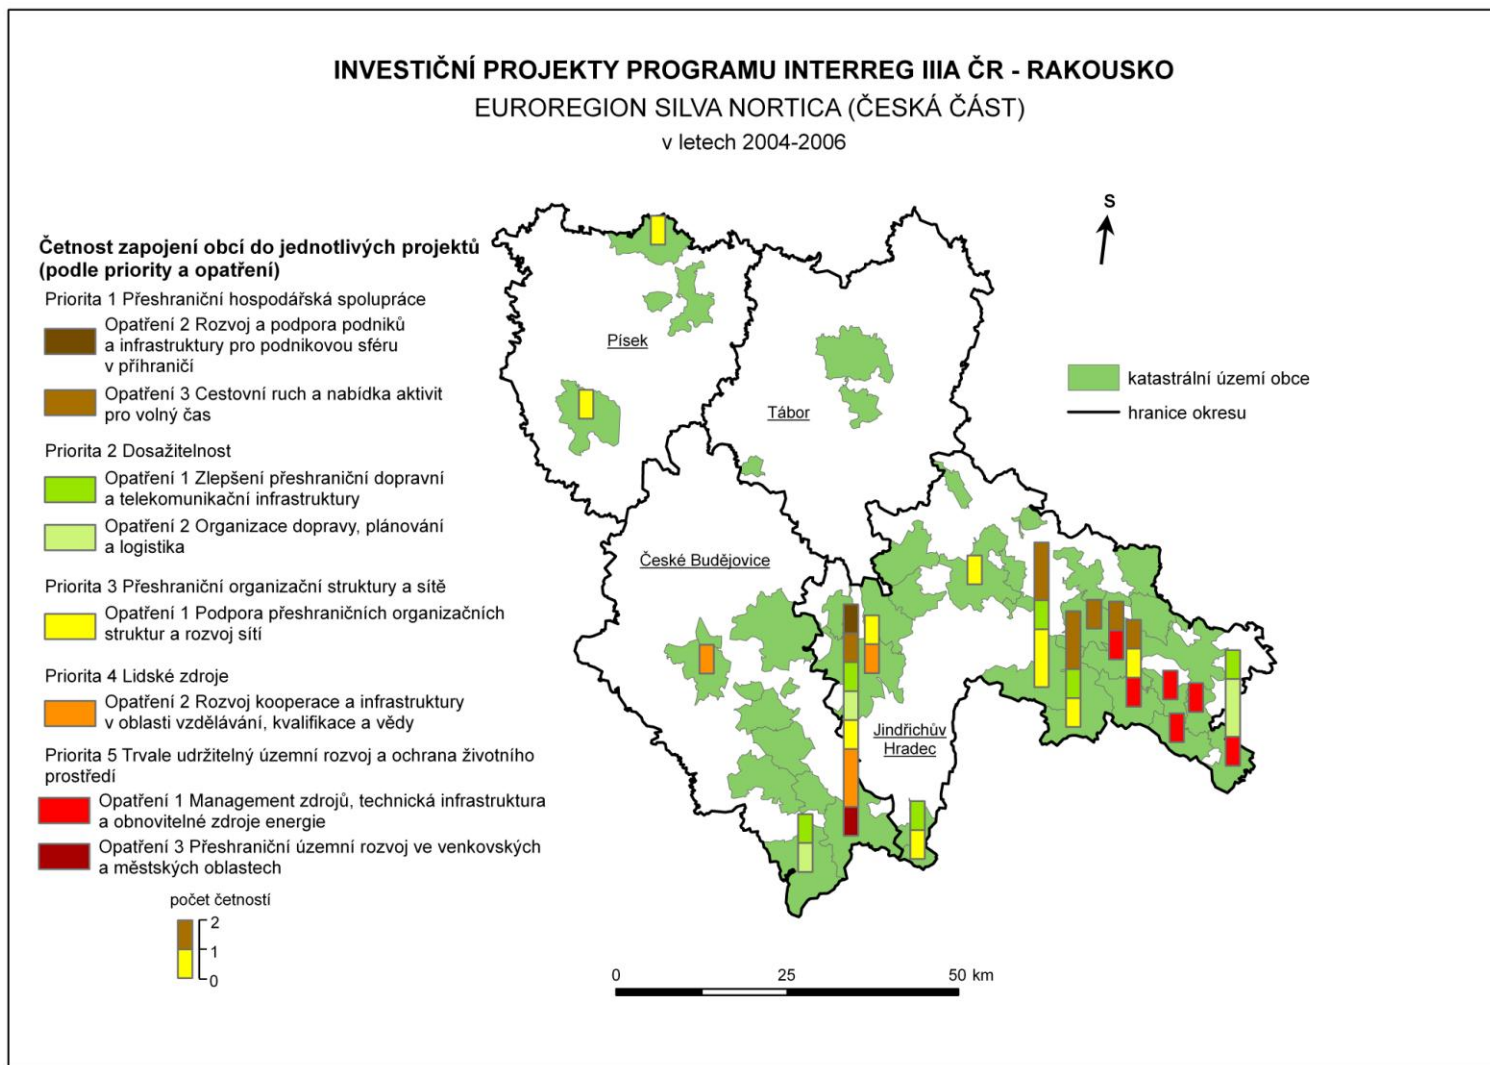 INVESTIČNÍ PROJEKTY PROGRAMU INTERREG IIIA ČR - RAKOUSKO
EUROREGION SILVA NORTICA (ČESKÁ ČÁST)
v letech 2004-2006
S
Četnost zapojení obcí do jednotlivých projektů
(podle priority a opatření)
Priorita 1 Přeshraniční hospodářská spolupráce
Opatření 2 Rozvoj a podpora podniků
a infrastruktury pro podnikovou sféru
v příhraničí
Opatření 3 Cestovní ruch a nabídka aktivit
pro volný čas
Priorita 2 Dosažitelnost
Opatření 1 Zlepšení přeshraniční dopravní
a telekomunikační infrastruktury
Opatření 2 Organizace dopravy, plánování
a logistika
Priorita 3 Přeshraniční organizační struktury a sítě
Opatření 1 Podpora přeshraničních organizačních
struktur a rozvoj sítí
Priorita 4 Lidské zdroje
Opatření 2 Rozvoj kooperace a infrastruktury
v oblasti vzdělávání, kvalifikace a vědy
Priorita 5 Trvale udržitelný územní rozvoj a ochrana životního
prostředí
Opatření 1 Management zdrojů, technická infrastruktura
a obnovitelné zdroje energie
Opatření 3 Přeshraniční územní rozvoj ve venkovských
a městských oblastech
počet četností
2
1
0
Písek
Tábor
České Budějovice
Jindřichův
Hradec
katastrální území obce
hranice okresu
0 25 50 km